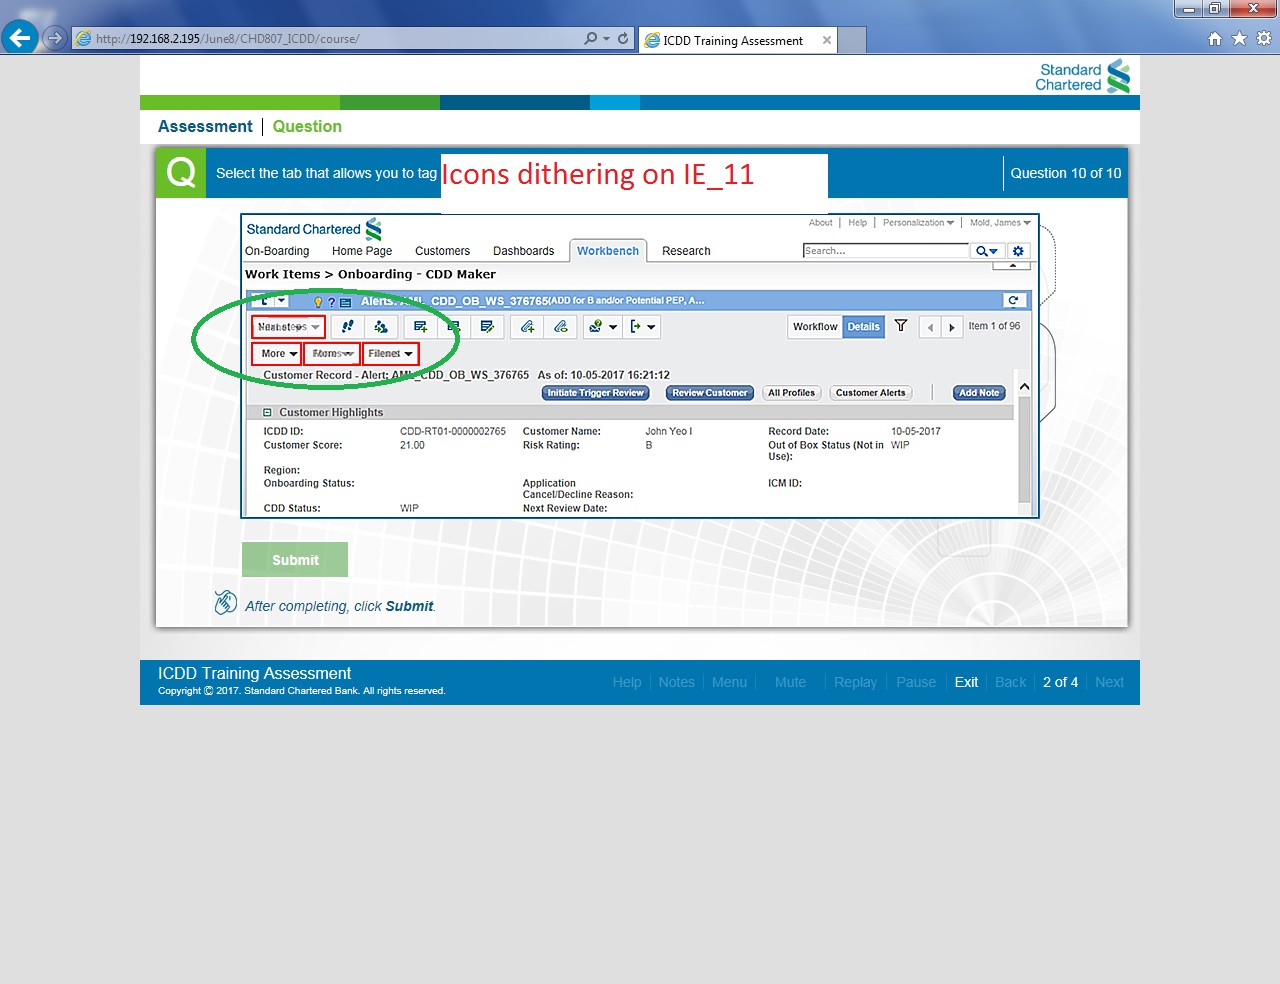 http://192.168.2.195/June8/CHD807_ICDD/course/
ICDD Training Assessment
Standard Chartered
Assessment | Question
Q
Select the tab that allows you to tag
Icons dithering on IE_11
Question 10 of 10
Standard Chartered
About | Help | Personalization | Mold, James
On-Boarding Home Page Customers Dashboards Workbench Research
Search...
Work Items > Onboarding - CDD Maker
Alerts: AML_CDD_OB_WS_376765(ADD for B and/or Potential PEP, A...
Workflow Details Item 1 of 96
More Filenet
Customer Record - Alert: AML_CDD_OB_WS_376765 As of: 10-05-2017 16:21:12
Initiate Trigger Review Review Customer All Profiles Customer Alerts Add Note
Customer Highlights
ICDD ID: CDD-RT01-0000002765 Customer Name: John Yeo I Record Date: 10-05-2017
Customer Score: 21.00 Risk Rating: B Out of Box Status (Not in Use): WIP
Region:
Onboarding Status: Application Cancel/Decline Reason: ICM ID:
CDD Status: WIP Next Review Date:
Submit
After completing, click Submit.
ICDD Training Assessment
Copyright © 2017. Standard Chartered Bank. All rights reserved.
Help | Notes | Menu | Mute | Replay | Pause | Exit | Back | 2 of 4 | Next